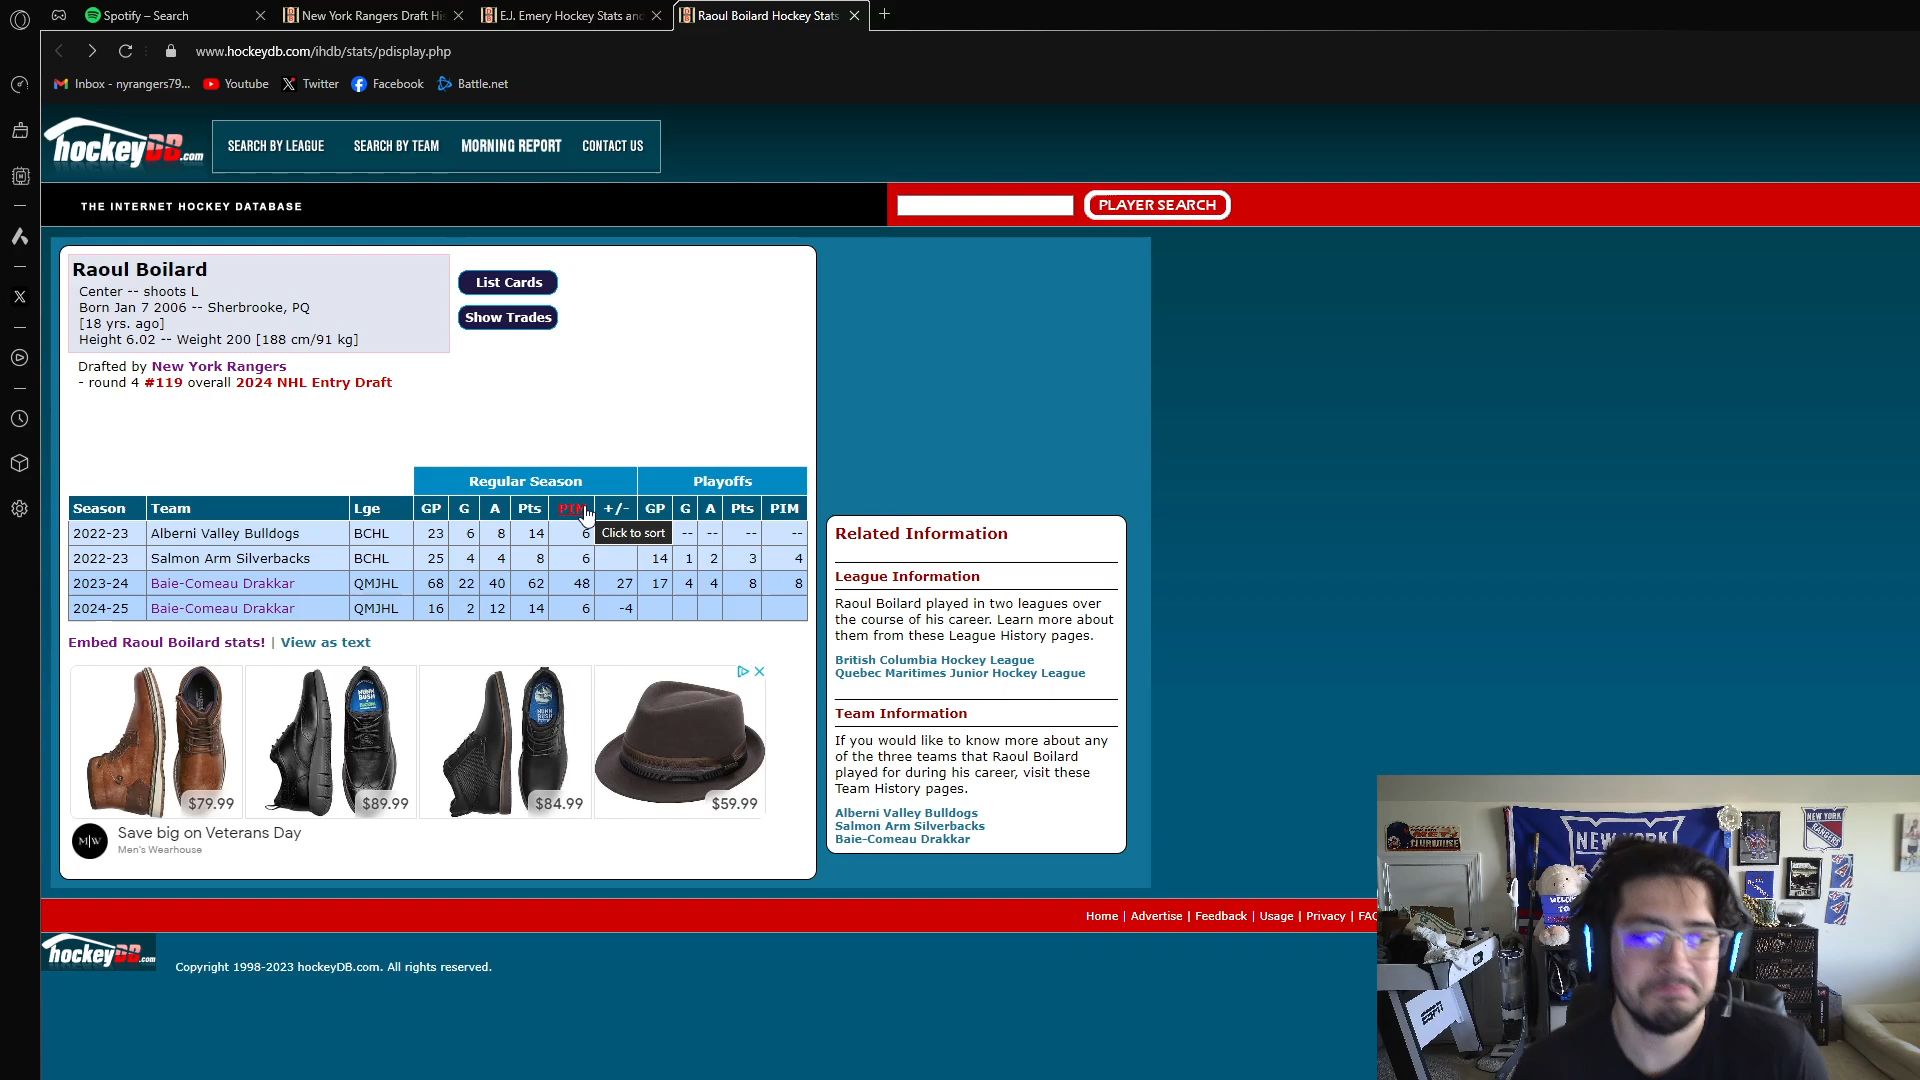 Spotify – Search
New York Rangers Draft His
E.J. Emery Hockey Stats and
Raoul Boilard Hockey Stats
www.hockeydb.com/ihdb/stats/pdisplay.php
Inbox - nyrangers79... Youtube Twitter Facebook Battle.net
hockeyDB.com
SEARCH BY LEAGUE SEARCH BY TEAM MORNING REPORT CONTACT US
THE INTERNET HOCKEY DATABASE
PLAYER SEARCH
Raoul Boilard
Center -- shoots L
Born Jan 7 2006 -- Sherbrooke, PQ
[18 yrs. ago]
Height 6.02 -- Weight 200 [188 cm/91 kg]
List Cards
Show Trades
Drafted by New York Rangers
- round 4 #119 overall 2024 NHL Entry Draft
Regular Season Playoffs
Season Team Lge GP G A Pts PIM +/- GP G A Pts PIM
2022-23 Alberni Valley Bulldogs BCHL 23 6 8 14 6 -- -- -- --
Click to sort
2022-23 Salmon Arm Silverbacks BCHL 25 4 4 8 6 14 1 2 3 4
2023-24 Baie-Comeau Drakkar QMJHL 68 22 40 62 48 27 17 4 4 8 8
2024-25 Baie-Comeau Drakkar QMJHL 16 2 12 14 6 -4
Embed Raoul Boilard stats! | View as text
$79.99
$89.99
$84.99
$59.99
M|W
Save big on Veterans Day
Men's Wearhouse
Related Information
League Information
Raoul Boilard played in two leagues over
the course of his career. Learn more about
them from these League History pages.
British Columbia Hockey League
Quebec Maritimes Junior Hockey League
Team Information
If you would like to know more about any
of the three teams that Raoul Boilard
played for during his career, visit these
Team History pages.
Alberni Valley Bulldogs
Salmon Arm Silverbacks
Baie-Comeau Drakkar
Home | Advertise | Feedback | Usage | Privacy | FAQ
hockeyDB.com
Copyright 1998-2023 hockeyDB.com. All rights reserved.
NEW YORK
NEW YORK
RANGERS
ESPN